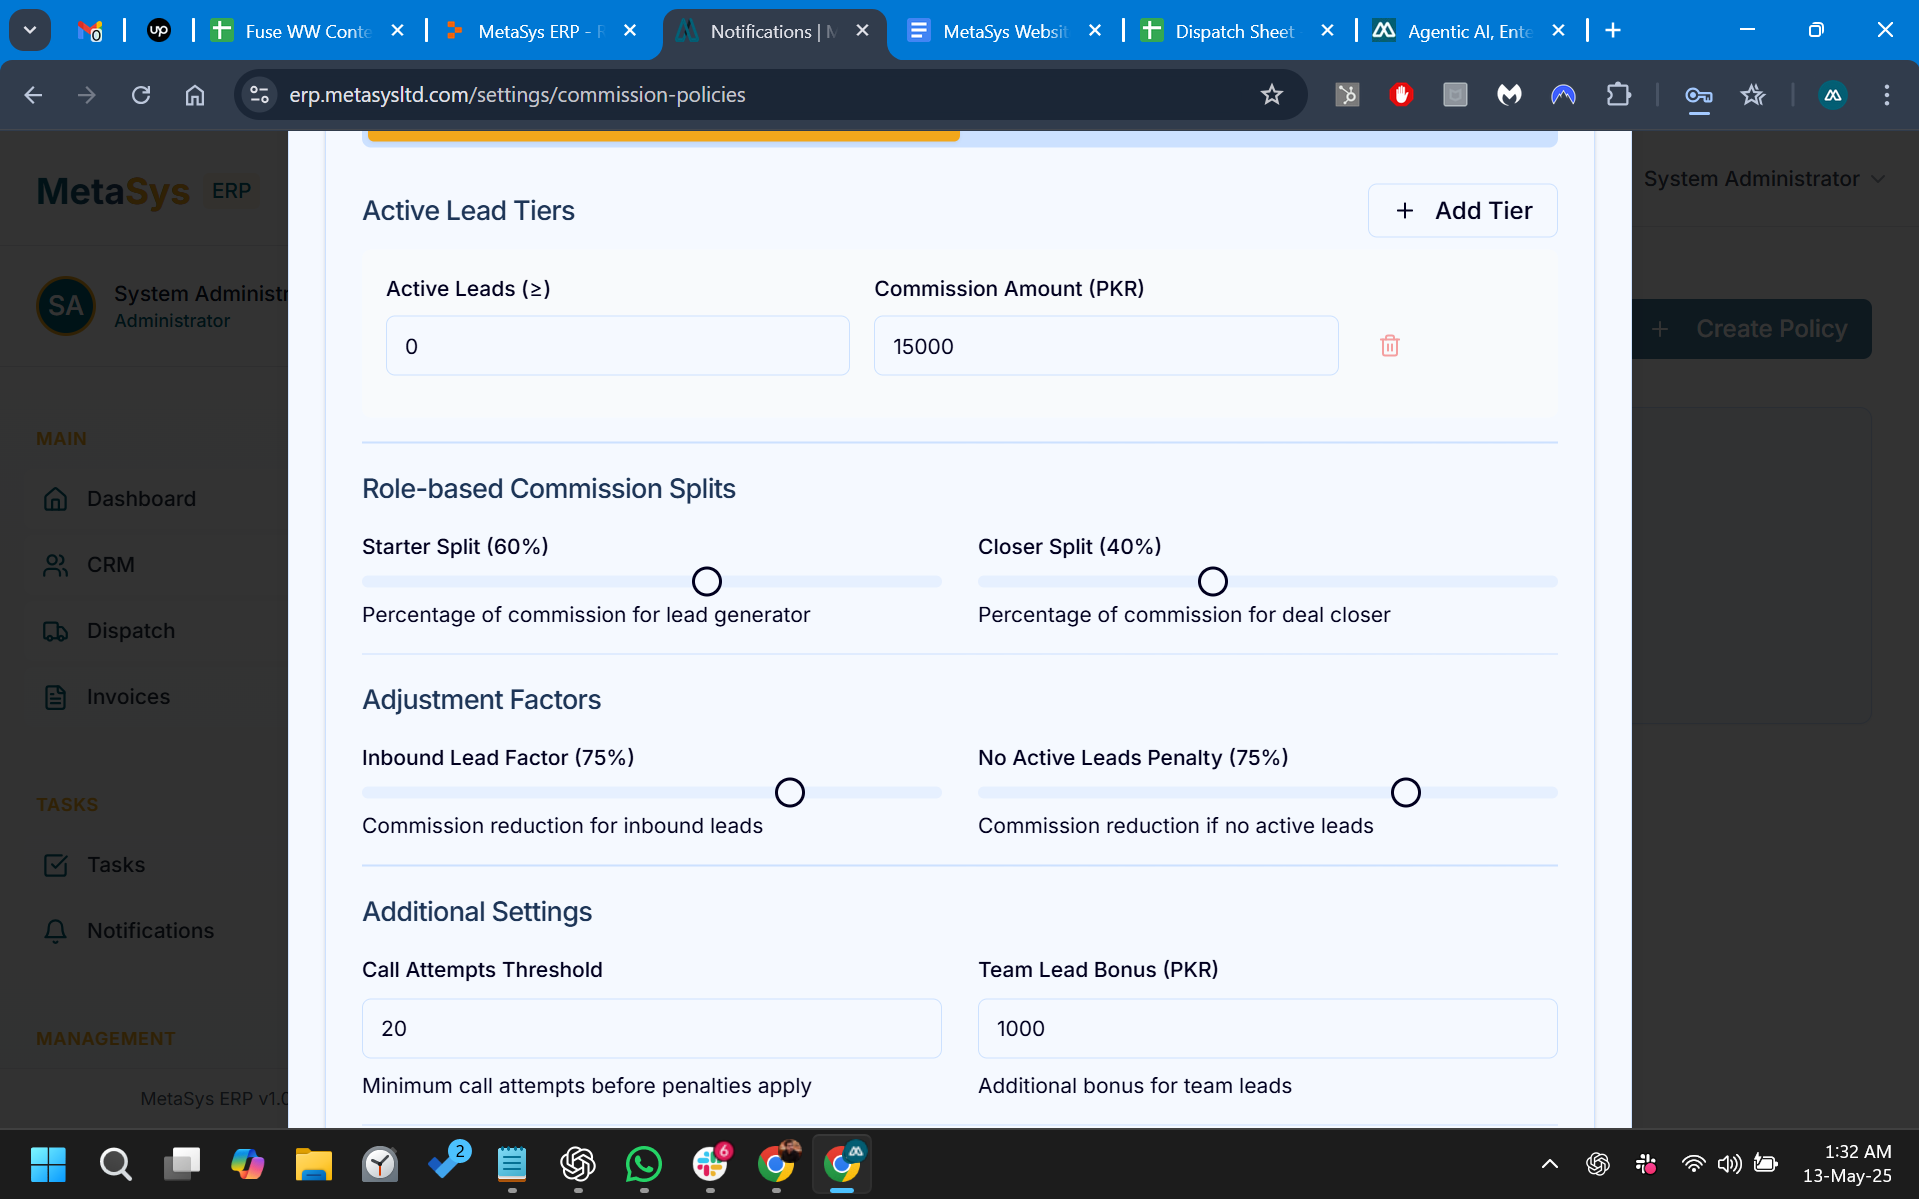 Fuse WW Conte
MetaSys ERP - R
Notifications | M
MetaSys Websit
Dispatch Sheet
Agentic AI, Ente
erp.metasysltd.com/settings/commission-policies
MetaSys ERP
System Administrator
SA
System Administr
Administrator
Create Policy
MAIN
Dashboard
CRM
Dispatch
Invoices
TASKS
Tasks
Notifications
MANAGEMENT
MetaSys ERP v1.0
Active Lead Tiers
+ Add Tier
Active Leads (≥)
Commission Amount (PKR)
0
15000
Role-based Commission Splits
Starter Split (60%)
Closer Split (40%)
Percentage of commission for lead generator
Percentage of commission for deal closer
Adjustment Factors
Inbound Lead Factor (75%)
No Active Leads Penalty (75%)
Commission reduction for inbound leads
Commission reduction if no active leads
Additional Settings
Call Attempts Threshold
Team Lead Bonus (PKR)
20
1000
Minimum call attempts before penalties apply
Additional bonus for team leads
2
6
1:32 AM
13-May-25